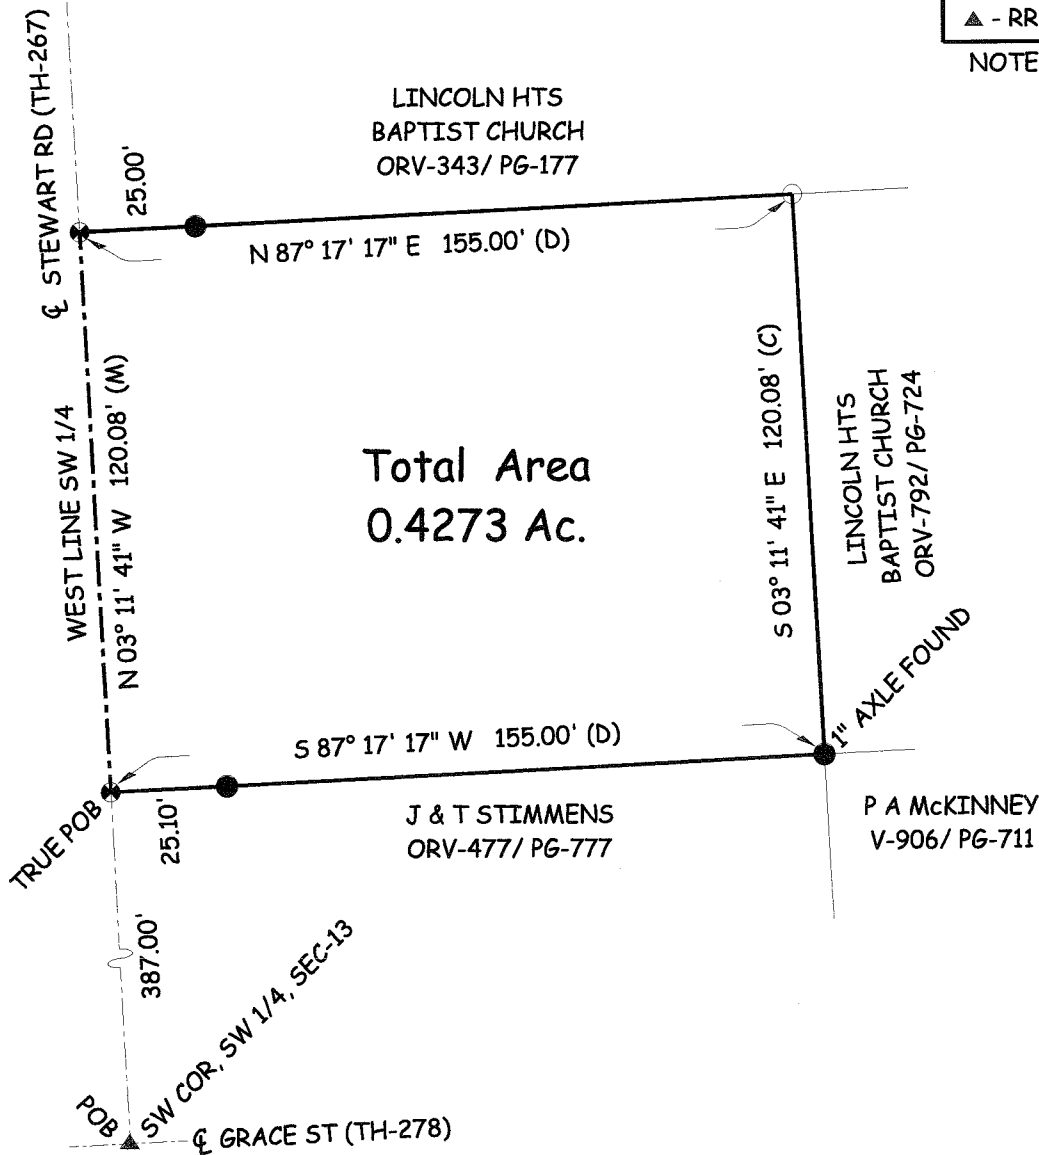 ▲ - RR
NOTE
℄ STEWART RD (TH-267)
LINCOLN HTS
BAPTIST CHURCH
ORV-343/ PG-177
25.00'
N 87° 17' 17" E 155.00' (D)
WEST LINE SW 1/4
N 03° 11' 41" W 120.08' (M)
Total Area
0.4273 Ac.
S 03° 11' 41" E 120.08' (C)
LINCOLN HTS
BAPTIST CHURCH
ORV-792/ PG-724
1" AXLE FOUND
S 87° 17' 17" W 155.00' (D)
TRUE POB
25.10'
J & T STIMMENS
ORV-477/ PG-777
P A McKINNEY
V-906/ PG-711
387.00'
POB
SW COR, SW 1/4, SEC-13
℄ GRACE ST (TH-278)